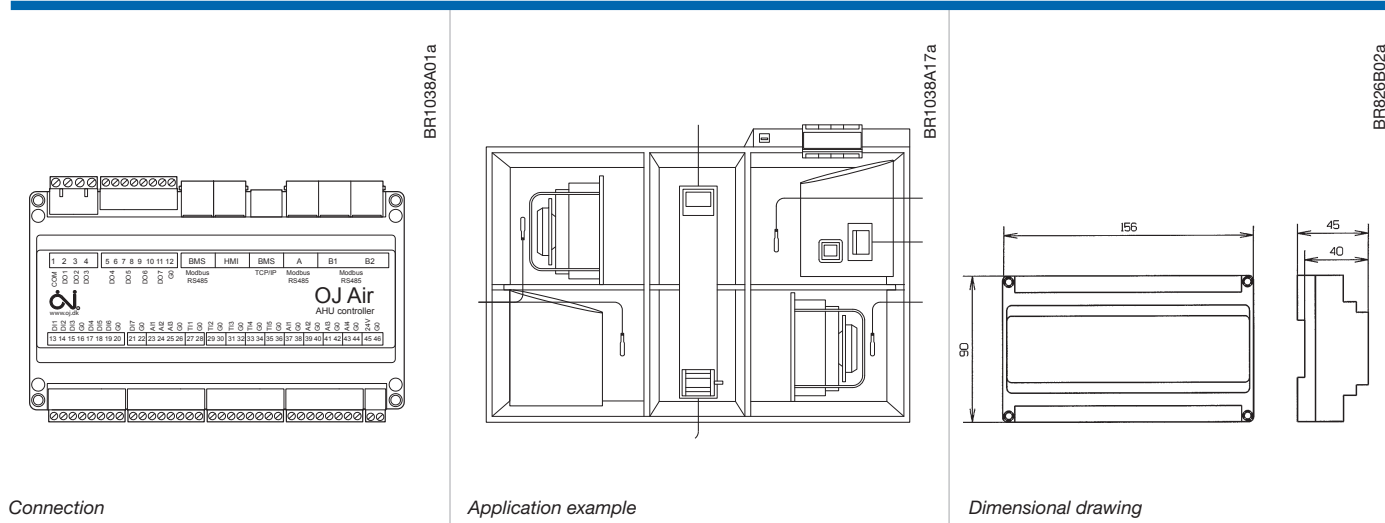 BR1038A01a
1 2 3 4 5 6 7 8 9 10 11 12 BMS HMI BMS A B1 B2
COM DO1 DO2 DO3 DO4 DO5 DO6 DO7 G0 Modbus RS485 TCP/IP Modbus RS485 Modbus RS485
OJ
www.oj.dk
OJ Air
AHU controller
DI1 DI2 DI3 G0 DI4 DI5 DI6 G0 DI7 G0 AI1 AI2 AI3 G0 TI1 G0 TI2 G0 TI3 G0 TI4 G0 TI5 G0 AI1 G0 AI2 G0 AI3 G0 AI4 G0 24V G0
13 14 15 16 17 18 19 20 21 22 23 24 25 26 27 28 29 30 31 32 33 34 35 36 37 38 39 40 41 42 43 44 45 46
Connection
BR1038A17a
Application example
BR826B02a
156
45
40
90
Dimensional drawing